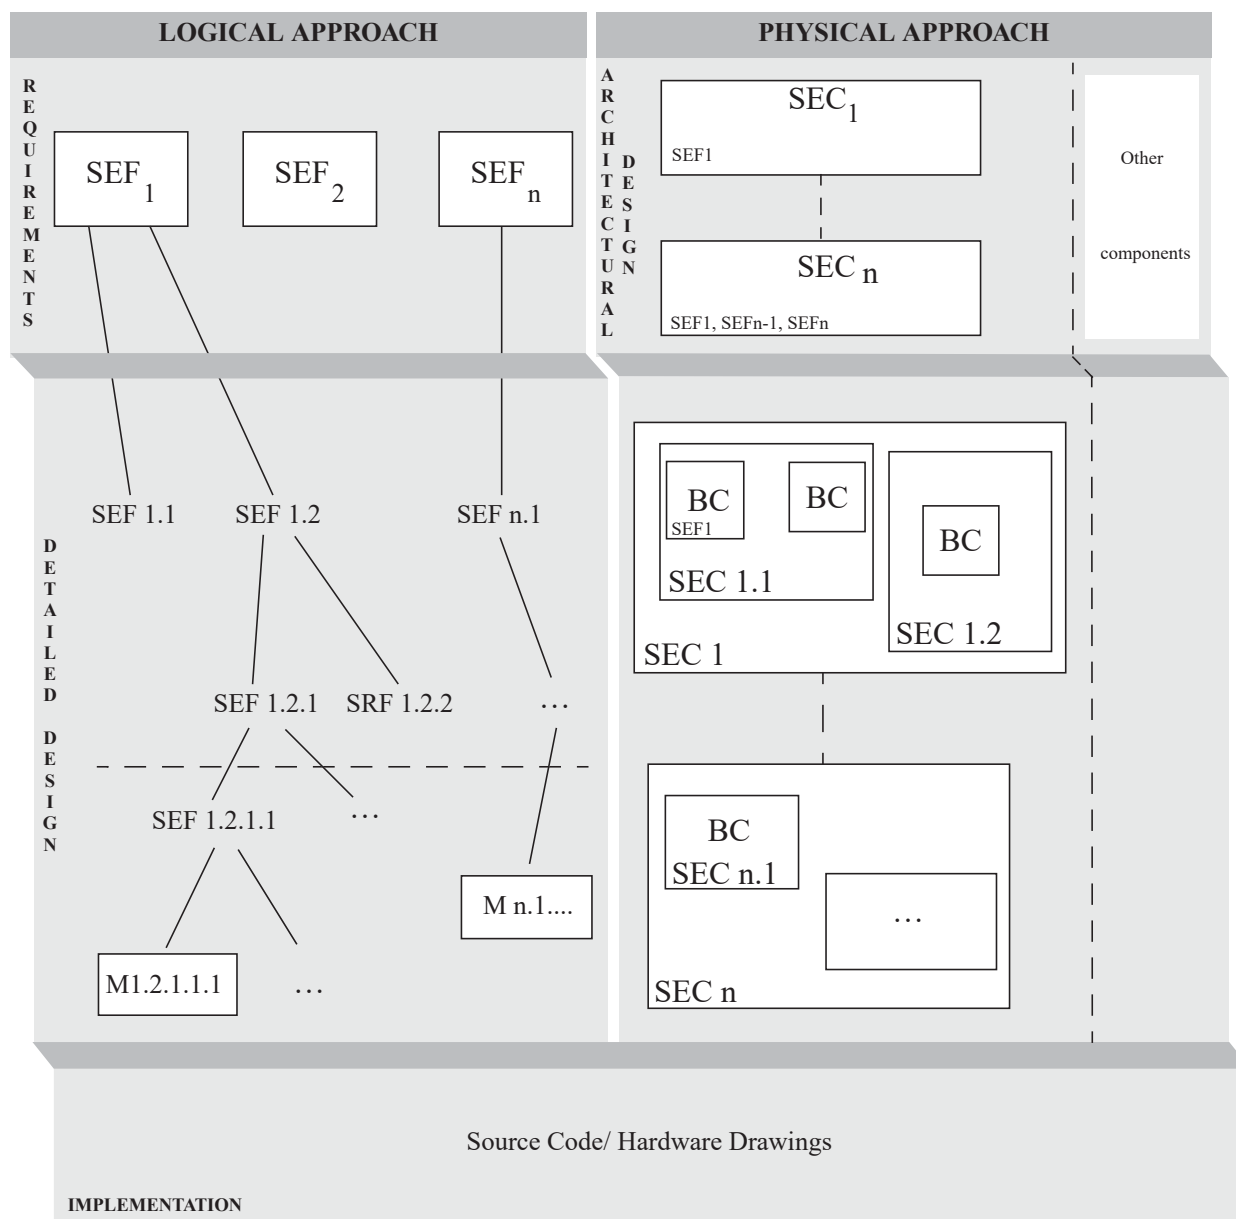 LOGICAL APPROACH
PHYSICAL APPROACH
REQUIREMENTS
SEF1
SEF2
SEFn
ARCHITECTURAL
DESIGN
SEC1
SEF1
SEC n
SEF1, SEFn-1, SEFn
Other
components
DETAILED DESIGN
SEF 1.1
SEF 1.2
SEF n.1
SEF 1.2.1
SRF 1.2.2
…
SEF 1.2.1.1
…
M n.1....
M1.2.1.1.1
…
BC
SEF1
BC
SEC 1.1
BC
SEC 1.2
SEC 1
BC
SEC n.1
…
SEC n
Source Code/ Hardware Drawings
IMPLEMENTATION